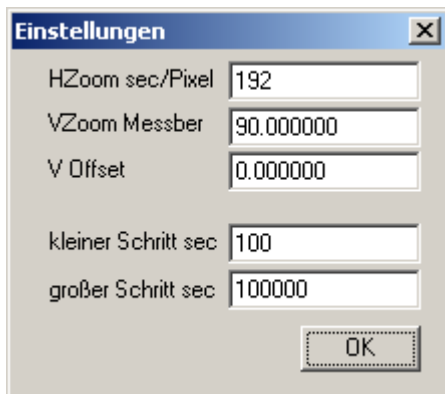 Einstellungen
HZoom sec/Pixel 192
VZoom Messber 90.000000
V Offset 0.000000
kleiner Schritt sec 100
großer Schritt sec 100000
OK